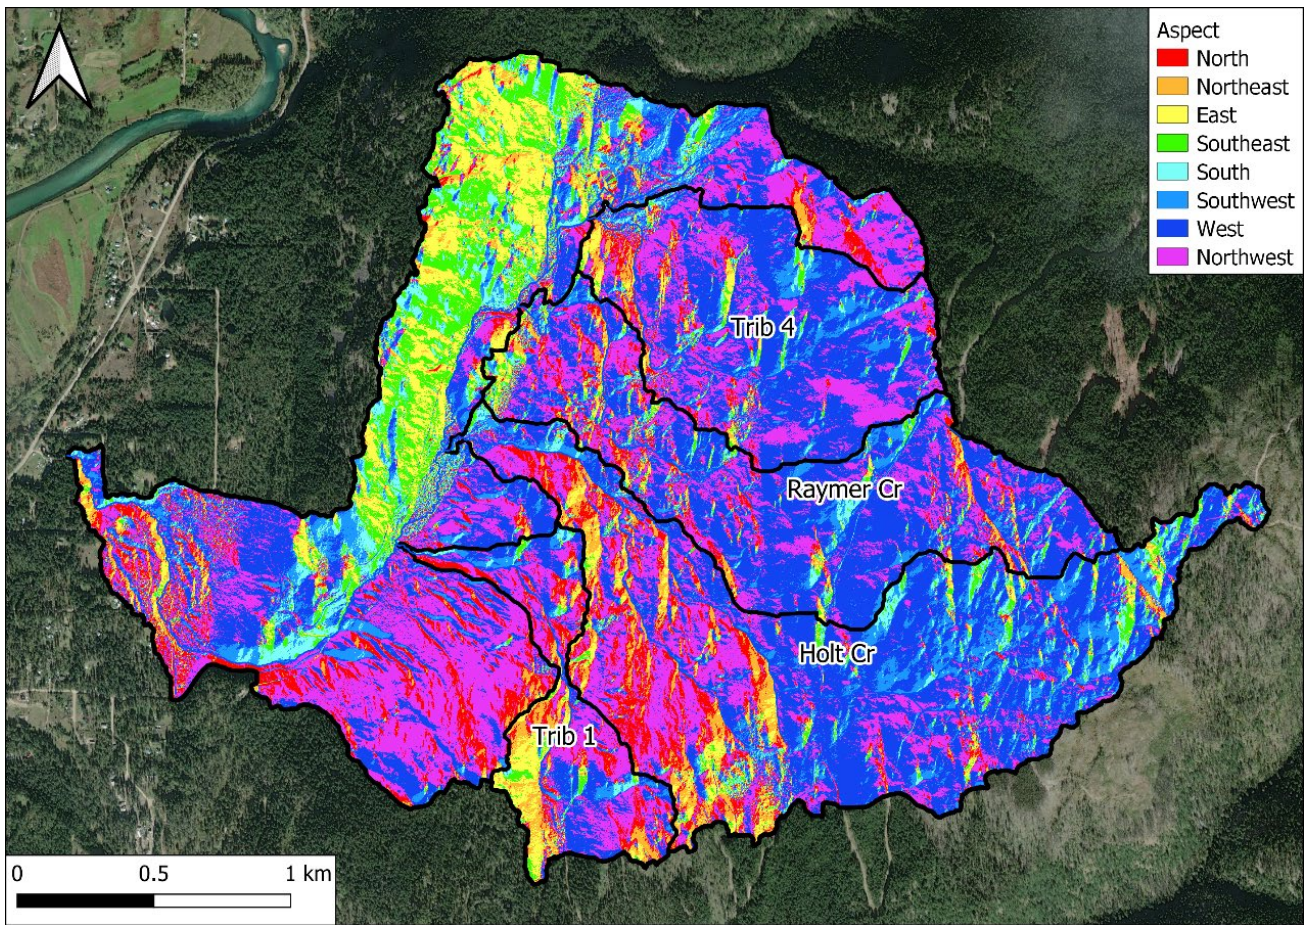 Aspect
North
Northeast
East
Southeast
South
Southwest
West
Northwest
Trib 4
Raymer Cr
Holt Cr
Trib 1
0 0.5 1 km